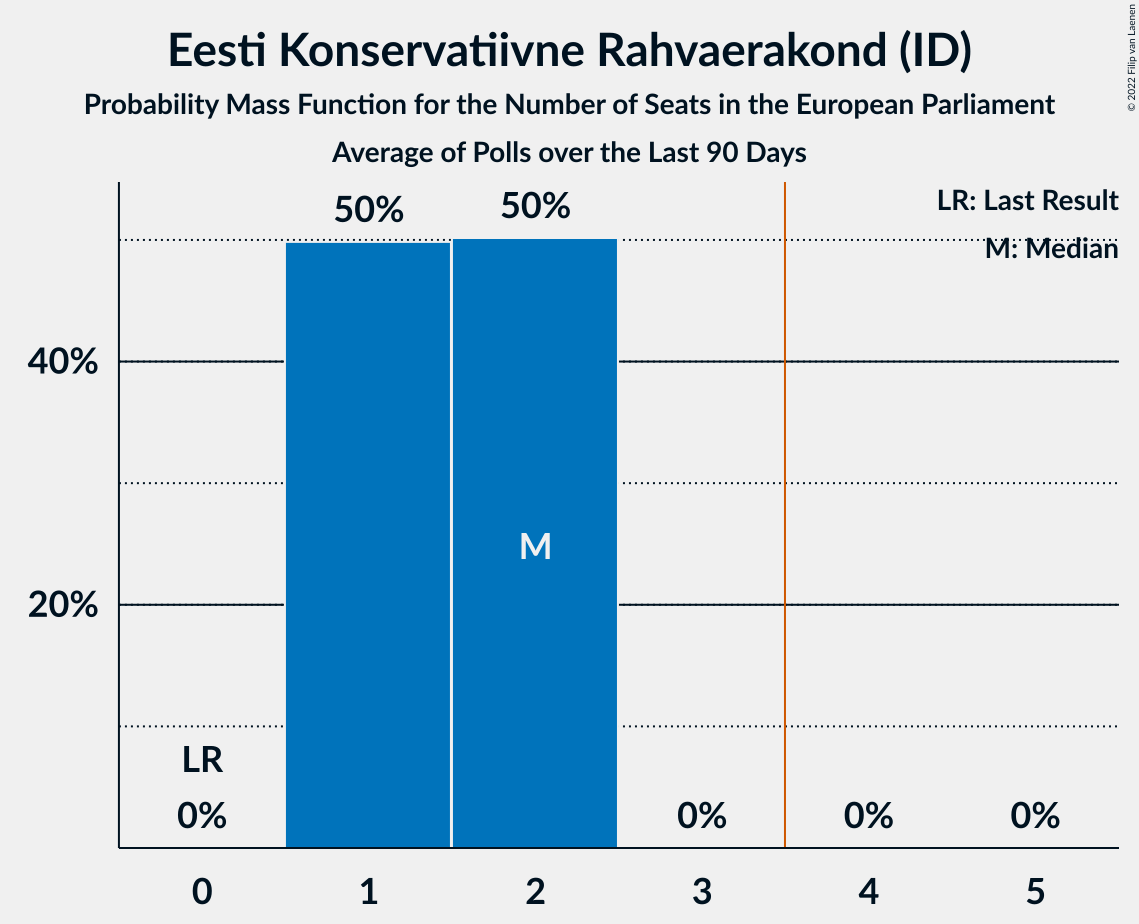 Eesti Konservatiivne Rahvaerakond (ID)
Probability Mass Function for the Number of Seats in the European Parliament
Average of Polls over the Last 90 Days
© 2022 Filip van Laenen
LR: Last Result
M: Median
50%
50%
40%
20%
M
LR
0%
0%
0%
0%
0
1
2
3
4
5